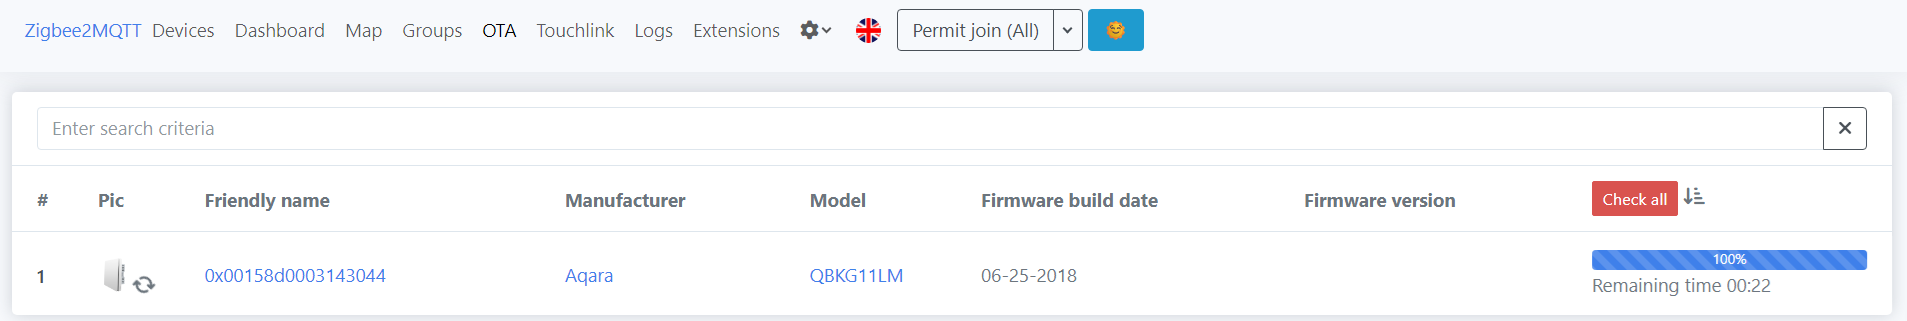 Zigbee2MQTT Devices Dashboard Map Groups OTA Touchlink Logs Extensions Permit join (All)
Enter search criteria
# Pic Friendly name Manufacturer Model Firmware build date Firmware version Check all
1 0x00158d0003143044 Aqara QBKG11LM 06-25-2018 100%
Remaining time 00:22